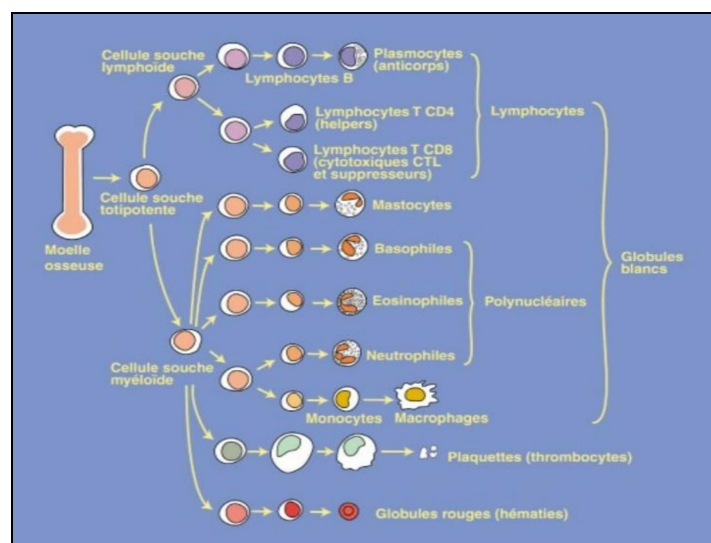 Cellule souche
lymphoïde
Lymphocytes B
Plasmocytes
(anticorps)
Lymphocytes T CD4
(helpers)
Lymphocytes
Lymphocytes T CD8
(cytotoxiques CTL
et suppresseurs)
Cellule souche
totipotente
Moelle
osseuse
Mastocytes
Basophiles
Eosinophiles
Neutrophiles
Polynucléaires
Globules
blancs
Cellule souche
myéloïde
Monocytes
Macrophages
Plaquettes (thrombocytes)
Globules rouges (hématies)